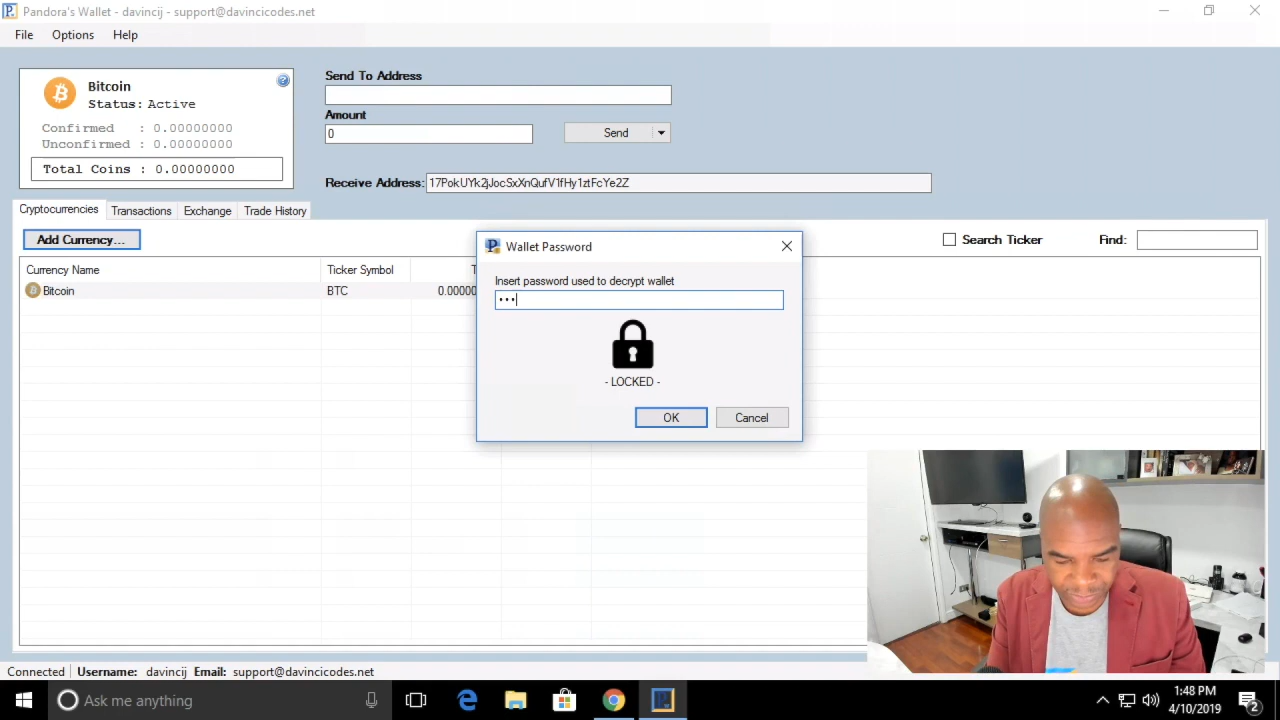 Pandora's Wallet - davincij - support@davincicodes.net
File Options Help
Bitcoin
Status: Active
Confirmed : 0.00000000
Unconfirmed : 0.00000000
Total Coins : 0.00000000
Send To Address
Amount
0
Send
Receive Address: 17PokUYk2jJocSxXnQufV1fHy1ztFcYe2Z
Cryptocurrencies Transactions Exchange Trade History
Add Currency...
Search Ticker Find:
Currency Name Ticker Symbol T
Bitcoin BTC 0.0000
Wallet Password
Insert password used to decrypt wallet
- LOCKED -
OK Cancel
Connected Username: davincij Email: support@davincicodes.net
Ask me anything
1:48 PM
4/10/2019
2